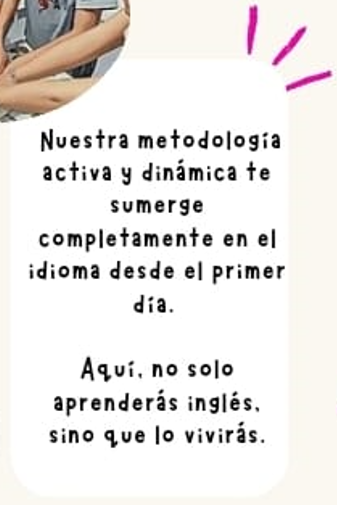 Nuestra metodología
activa y dinámica te
sumerge
completamente en el
idioma desde el primer
día.
Aquí, no solo
aprenderás inglés,
sino que lo vivirás.